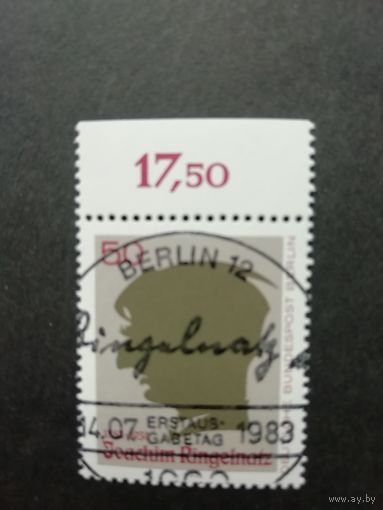 17,50
50
BERLIN 12
DEUTSCHE BUNDESPOST BERLIN
Ringelnatz
14.07. ERSTAUS-
GABETAG 1983
Joachim Ringelnatz
www.ay.by